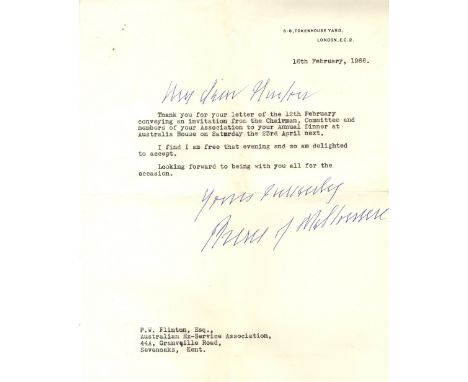 5-6, TOKENHOUSE YARD,
LONDON, E.C.2.
16th February, 1966.
My dear Flinton
Thank you for your letter of the 12th February
conveying an invitation from the Chairman, Committee and
members of your Association to your Annual Dinner at
Australia House on Saturday the 23rd April next.
I find I am free that evening and so am delighted
to accept.
Looking forward to being with you all for the
occasion.
Yours sincerely
Bruce of Melbourne
P.W. Flinton, Esq.,
Australian Ex-Service Association,
44A, Granville Road,
Sevenoaks, Kent.